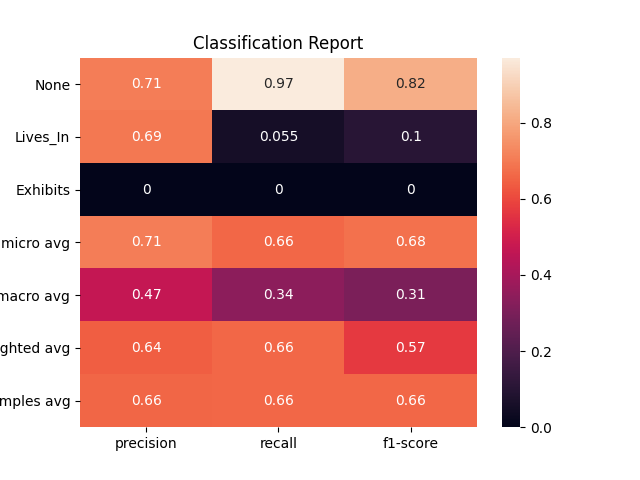 Classification Report
None 0.71 0.97 0.82
Lives_In 0.69 0.055 0.1
Exhibits 0 0 0
micro avg 0.71 0.66 0.68
macro avg 0.47 0.34 0.31
ghted avg 0.64 0.66 0.57
mples avg 0.66 0.66 0.66
precision recall f1-score
0.8
0.6
0.4
0.2
0.0